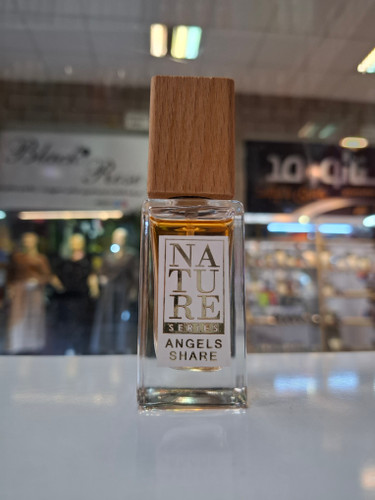 Black Rose
NA
TU
RE
SERIES
ANGELS
SHARE